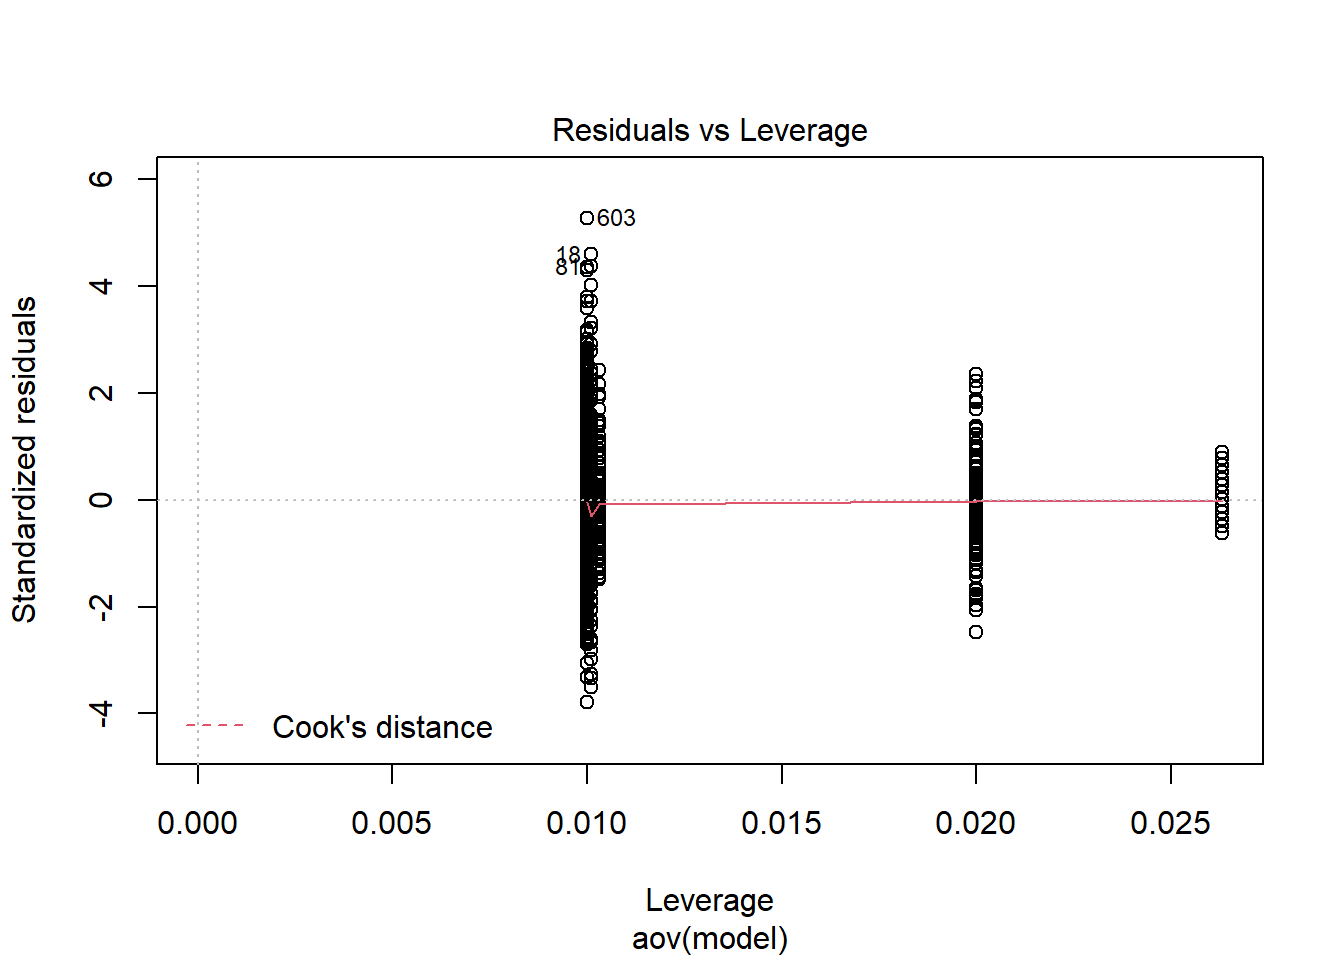 Residuals vs Leverage
Standardized residuals
6
4
2
0
-2
-4
603
18
81
Cook's distance
0.000 0.005 0.010 0.015 0.020 0.025
Leverage
aov(model)